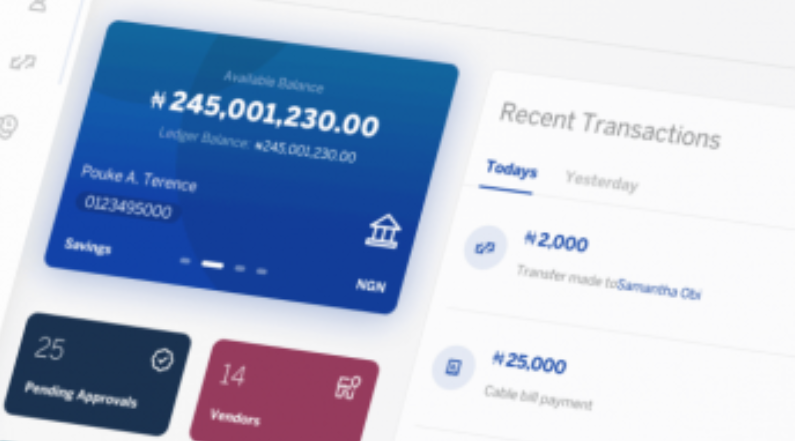 Available Balance
₦ 245,001,230.00
Ledger Balance: ₦245,001,230.00
Pouke A. Terence
0123495000
Savings
NGN
25
Pending Approvals
14
Vendors
Recent Transactions
Todays Yesterday
₦2,000
Transfer made toSamantha Obi
₦25,000
Cable bill payment